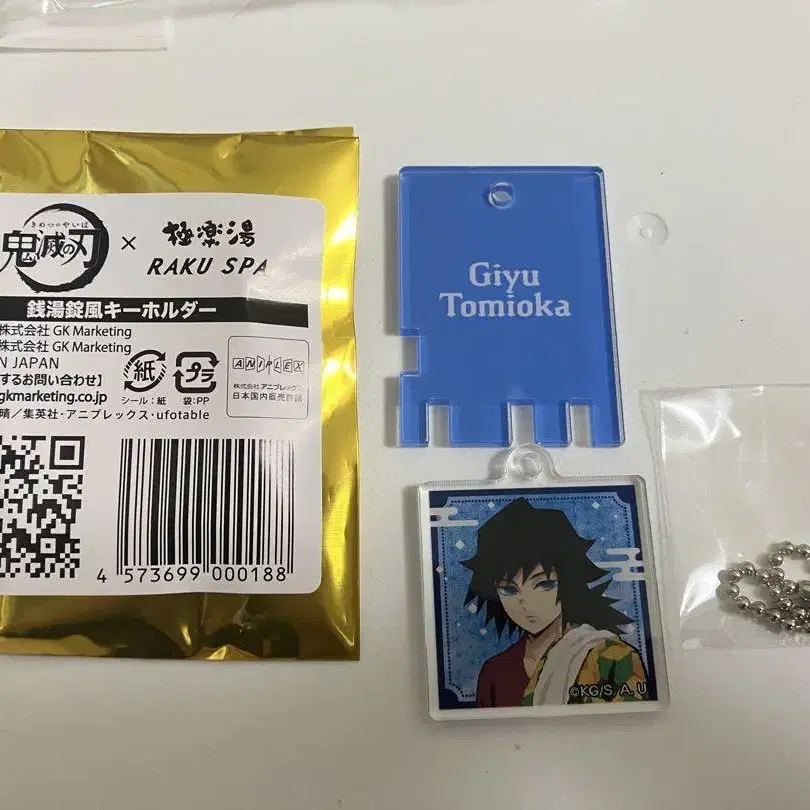 きめつのやいば
鬼滅の刃
×
極楽湯
RAKU SPA
銭湯錠風キーホルダー
株式会社 GK Marketing
株式会社 GK Marketing
N JAPAN
するお問い合わせ】
gkmarketing.co.jp
晴／集英社・アニプレックス・ufotable
紙
シール：紙
プラ
袋：PP
ANIPLEX
株式会社アニプレックス
日本国内販売許諾
4 573699 000188
Giyu
Tomioka
©KG/S, A, U